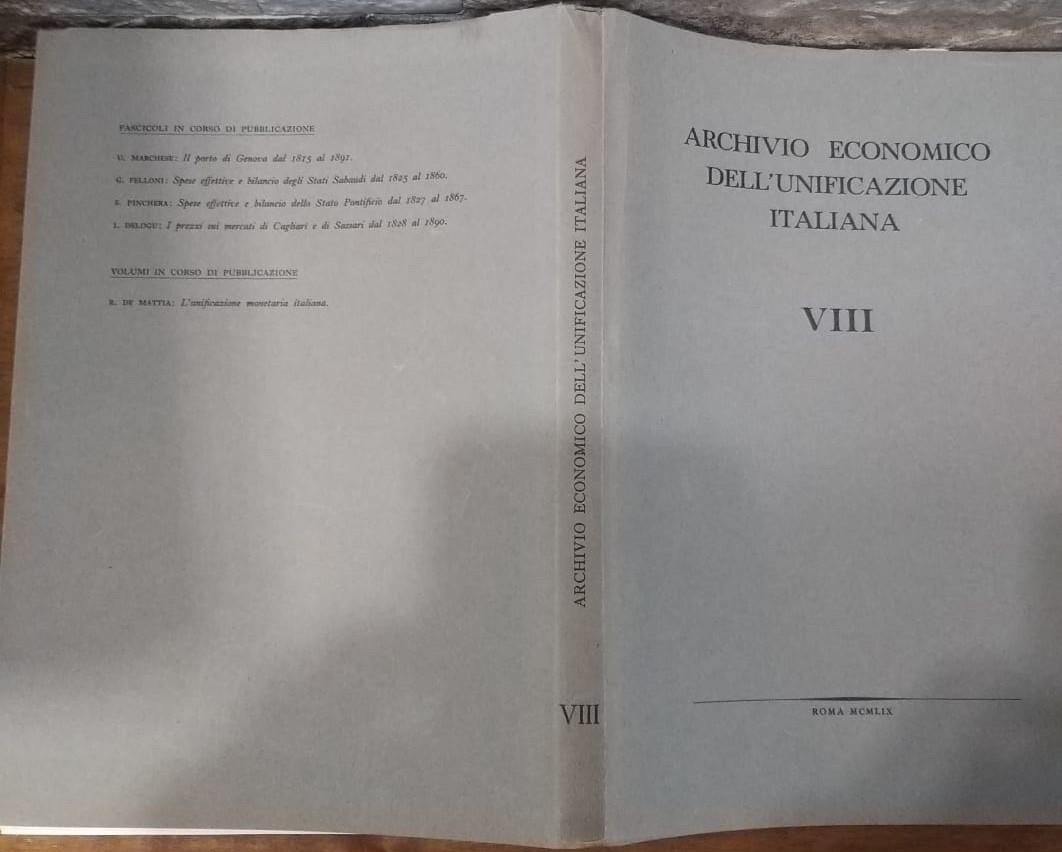 FASCICOLI IN CORSO DI PUBBLICAZIONE
U. MARCHESE: Il porto di Genova dal 1815 al 1891.
G. FELLONI: Spese effettive e bilancio degli Stati Sabaudi dal 1825 al 1860.
S. PINCHERA: Spese effettive e bilancio dello Stato Pontificio dal 1827 al 1867.
I. DELOGU: I prezzi sui mercati di Cagliari e di Sassari dal 1828 al 1890.
VOLUMI IN CORSO DI PUBBLICAZIONE
R. DE MATTIA: L'unificazione monetaria italiana.
ARCHIVIO ECONOMICO DELL'UNIFICAZIONE ITALIANA
VIII
ARCHIVIO ECONOMICO
DELL'UNIFICAZIONE
ITALIANA
VIII
ROMA MCMLIX